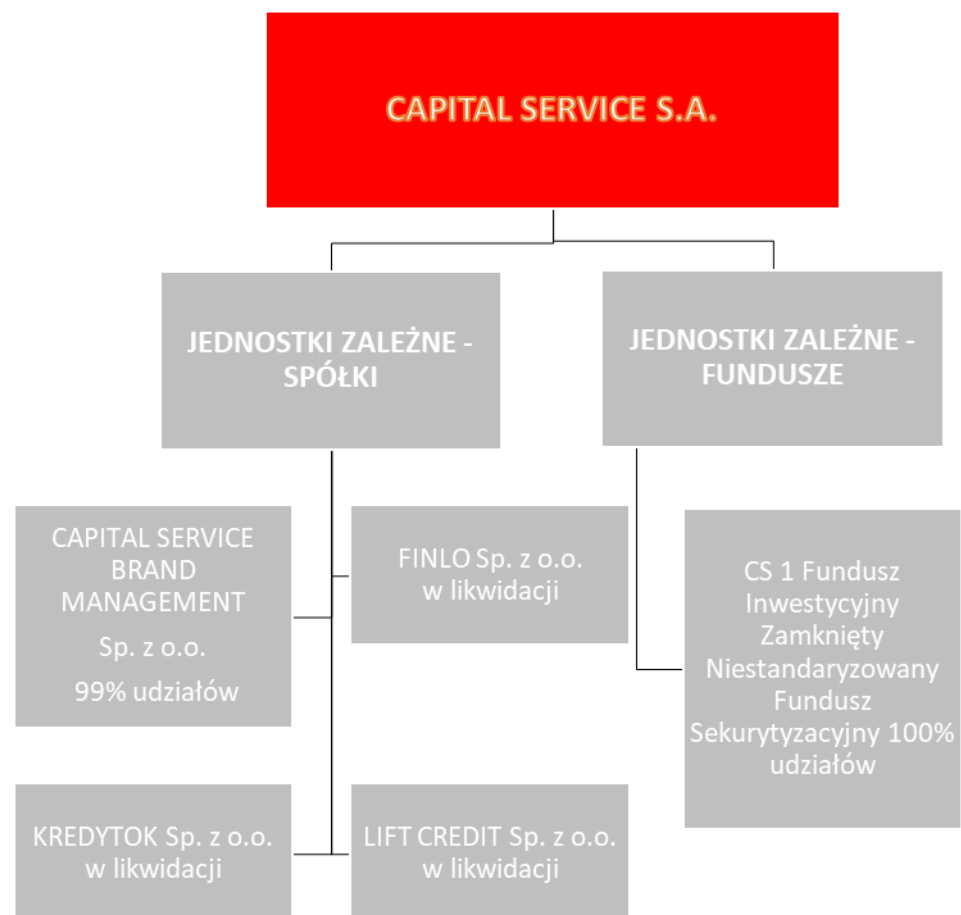 CAPITAL SERVICE S.A.
JEDNOSTKI ZALEŻNE -
SPÓŁKI
JEDNOSTKI ZALEŻNE -
FUNDUSZE
CAPITAL SERVICE
BRAND
MANAGEMENT
Sp. z o.o.
99% udziałów
FINLO Sp. z o.o.
w likwidacji
CS 1 Fundusz
Inwestycyjny
Zamknięty
Niestandaryzowany
Fundusz
Sekurytyzacyjny 100%
udziałów
KREDYTOK Sp. z o.o.
w likwidacji
LIFT CREDIT Sp. z o.o.
w likwidacji